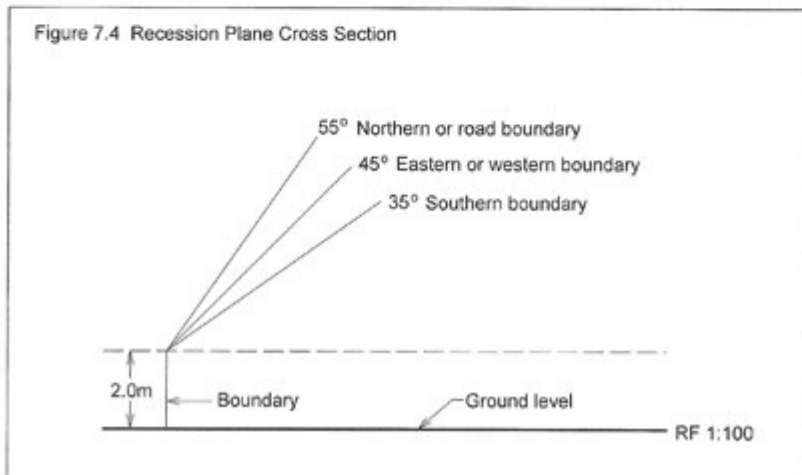 Figure 7.4 Recession Plane Cross Section
55° Northern or road boundary
45° Eastern or western boundary
35° Southern boundary
2.0m
Boundary
Ground level
RF 1:100